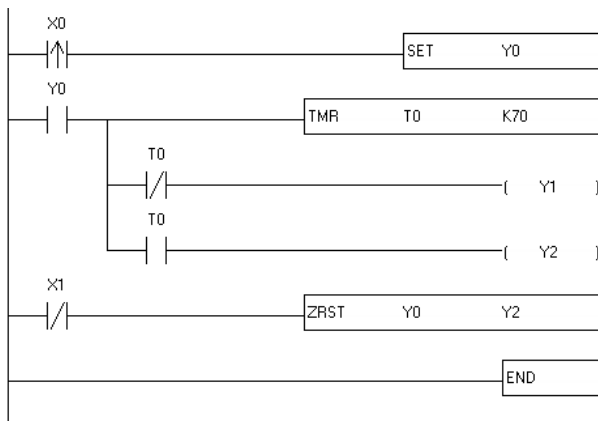 X0
SET Y0
Y0
TMR T0 K70
T0
Y1
T0
Y2
X1
ZRST Y0 Y2
END